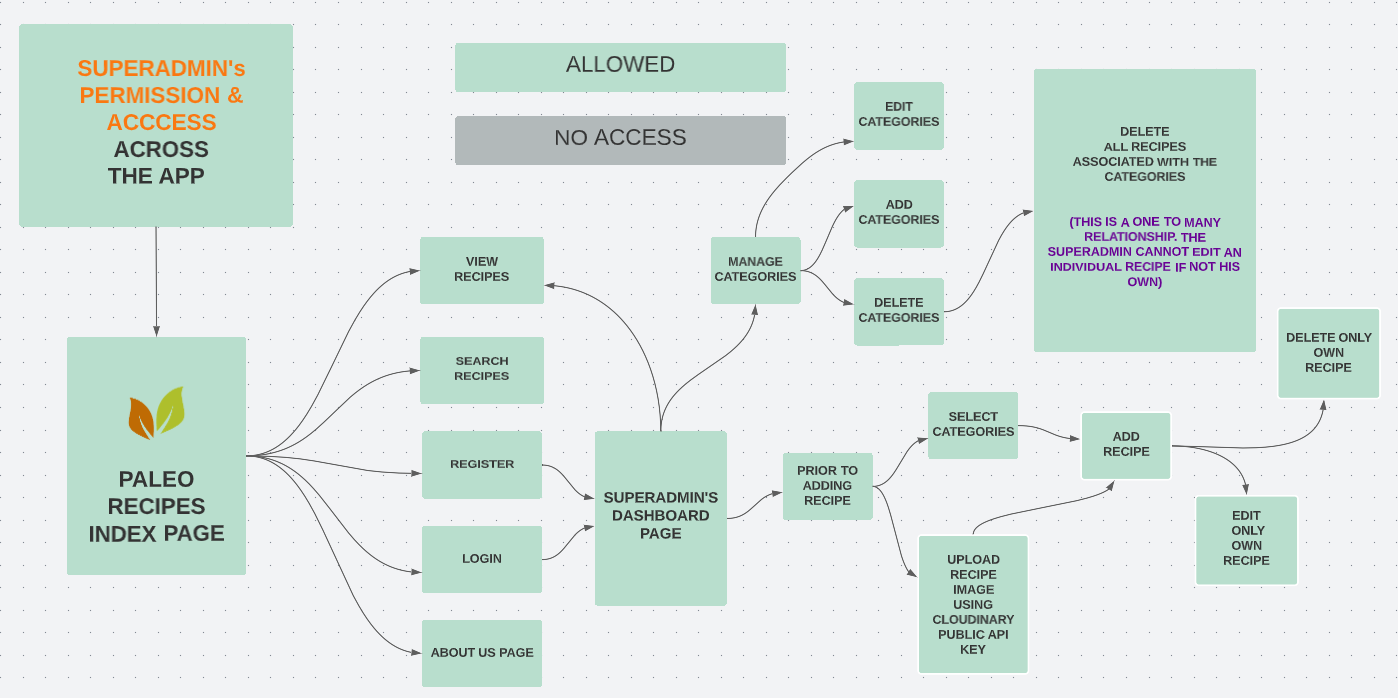 SUPERADMIN's
PERMISSION &
ACCCESS
ACROSS
THE APP
ALLOWED
NO ACCESS
PALEO
RECIPES
INDEX PAGE
VIEW
RECIPES
SEARCH
RECIPES
REGISTER
LOGIN
ABOUT US PAGE
SUPERADMIN'S
DASHBOARD
PAGE
MANAGE
CATEGORIES
EDIT
CATEGORIES
ADD
CATEGORIES
DELETE
CATEGORIES
DELETE
ALL RECIPES
ASSOCIATED WITH THE
CATEGORIES
(THIS IS A ONE TO MANY
RELATIONSHIP. THE
SUPERADMIN CANNOT EDIT AN
INDIVIDUAL RECIPE IF NOT HIS
OWN)
PRIOR TO
ADDING
RECIPE
SELECT
CATEGORIES
UPLOAD
RECIPE
IMAGE
USING
CLOUDINARY
PUBLIC API
KEY
ADD
RECIPE
DELETE ONLY
OWN
RECIPE
EDIT
ONLY
OWN
RECIPE